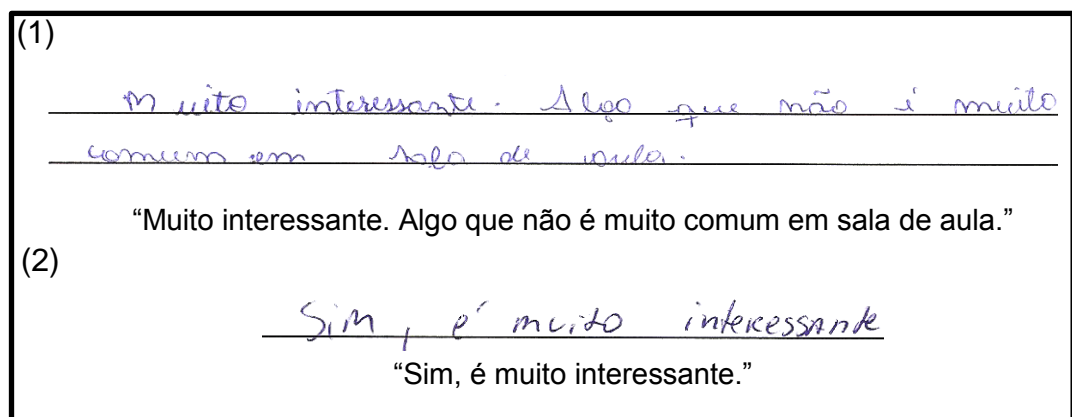 (1)
Muito interessante. Algo que não é muito
comum em sala de aula.
“Muito interessante. Algo que não é muito comum em sala de aula.”
(2)
Sim, é muito interessante
“Sim, é muito interessante.”